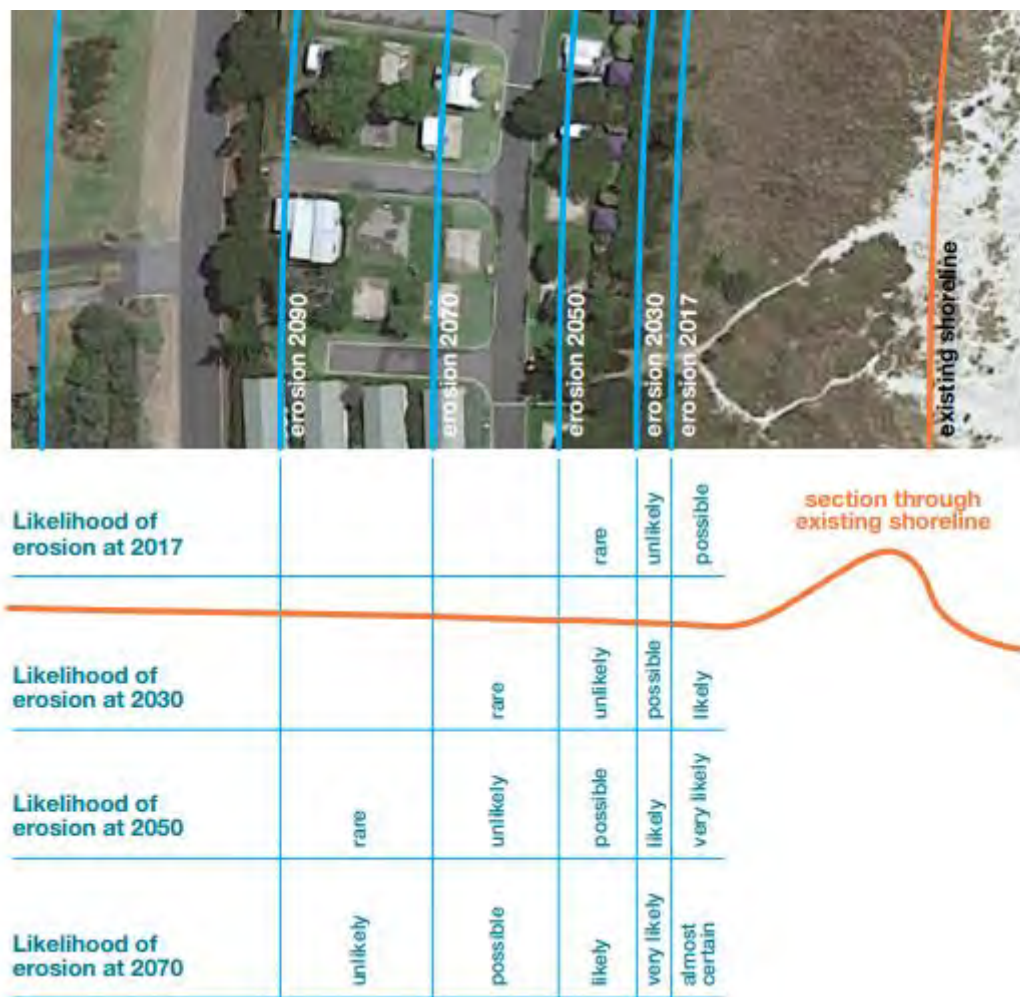 erosion 2090
erosion 2070
erosion 2050
erosion 2030
erosion 2017
existing shoreline
section through
existing shoreline
Likelihood of
erosion at 2017
rare
unlikely
possible
Likelihood of
erosion at 2030
rare
unlikely
possible
likely
Likelihood of
erosion at 2050
rare
unlikely
possible
likely
very likely
Likelihood of
erosion at 2070
unlikely
possible
likely
very likely
almost
certain